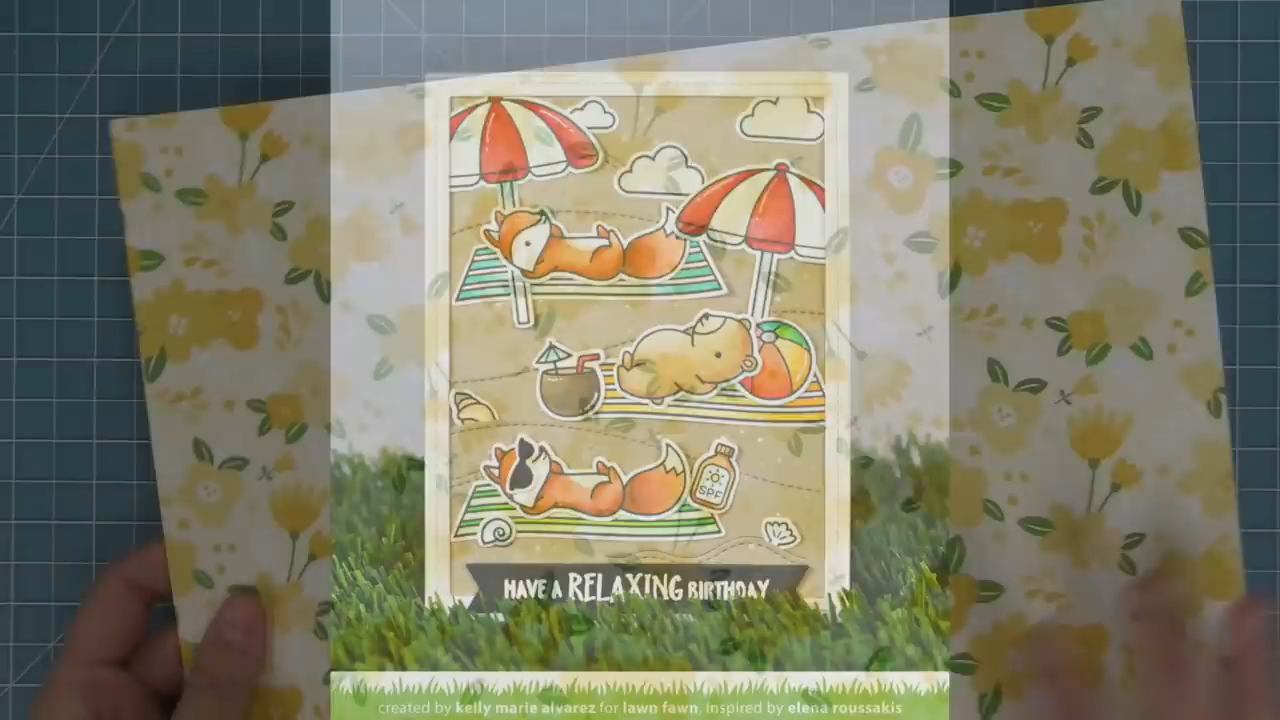 SPF
HAVE A RELAXING BIRTHDAY
created by kelly marie alvarez for lawn fawn, inspired by elena roussakis